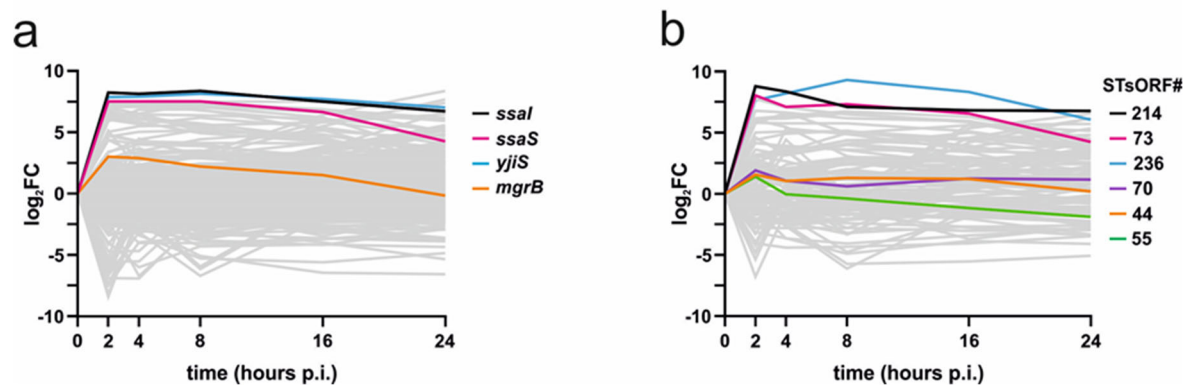 a
10
5
0
-5
-10
log₂FC
0 2 4 8 16 24
time (hours p.i.)
ssaI
ssaS
yjiS
mgrB
b
10
5
0
-5
-10
log₂FC
0 2 4 8 16 24
time (hours p.i.)
STsORF#
214
73
236
70
44
55